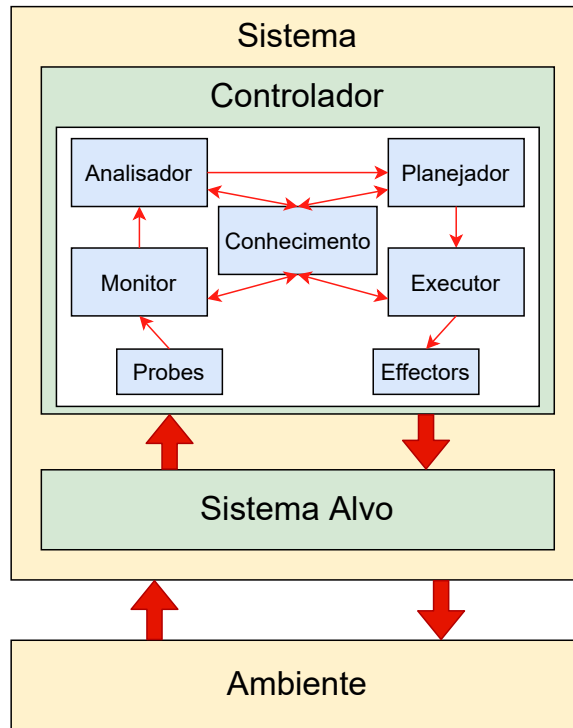 Sistema
Controlador
Analisador
Planejador
Conhecimento
Monitor
Executor
Probes
Effectors
Sistema Alvo
Ambiente